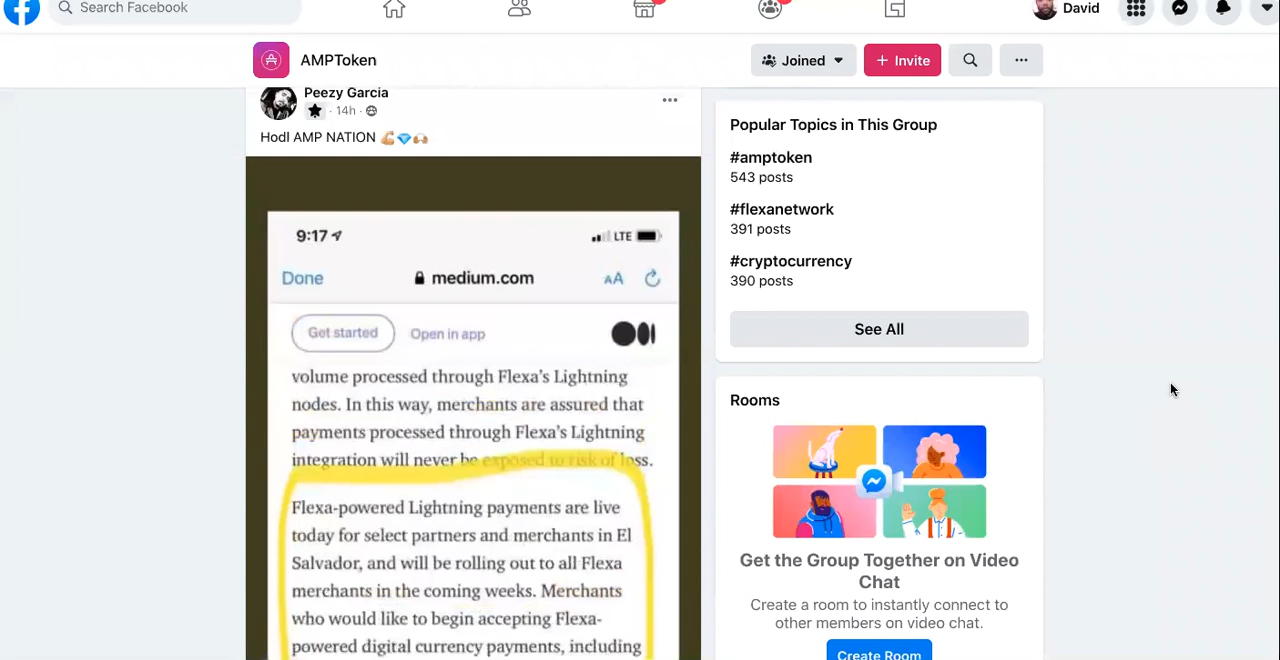 Search Facebook
David
AMPToken
Joined
+ Invite
...
Peezy Garcia
· 14h ·
Hodl AMP NATION 💪🏼💎🙌🏼
9:17
LTE
Done
medium.com
AA
Get started
Open in app
volume processed through Flexa's Lightning
nodes. In this way, merchants are assured that
payments processed through Flexa's Lightning
integration will never be exposed to risk of loss.
Flexa-powered Lightning payments are live
today for select partners and merchants in El
Salvador, and will be rolling out to all Flexa
merchants in the coming weeks. Merchants
who would like to begin accepting Flexa-
powered digital currency payments, including
Popular Topics in This Group
#amptoken
543 posts
#flexanetwork
391 posts
#cryptocurrency
390 posts
See All
Rooms
Get the Group Together on Video
Chat
Create a room to instantly connect to
other members on video chat.
Create Room